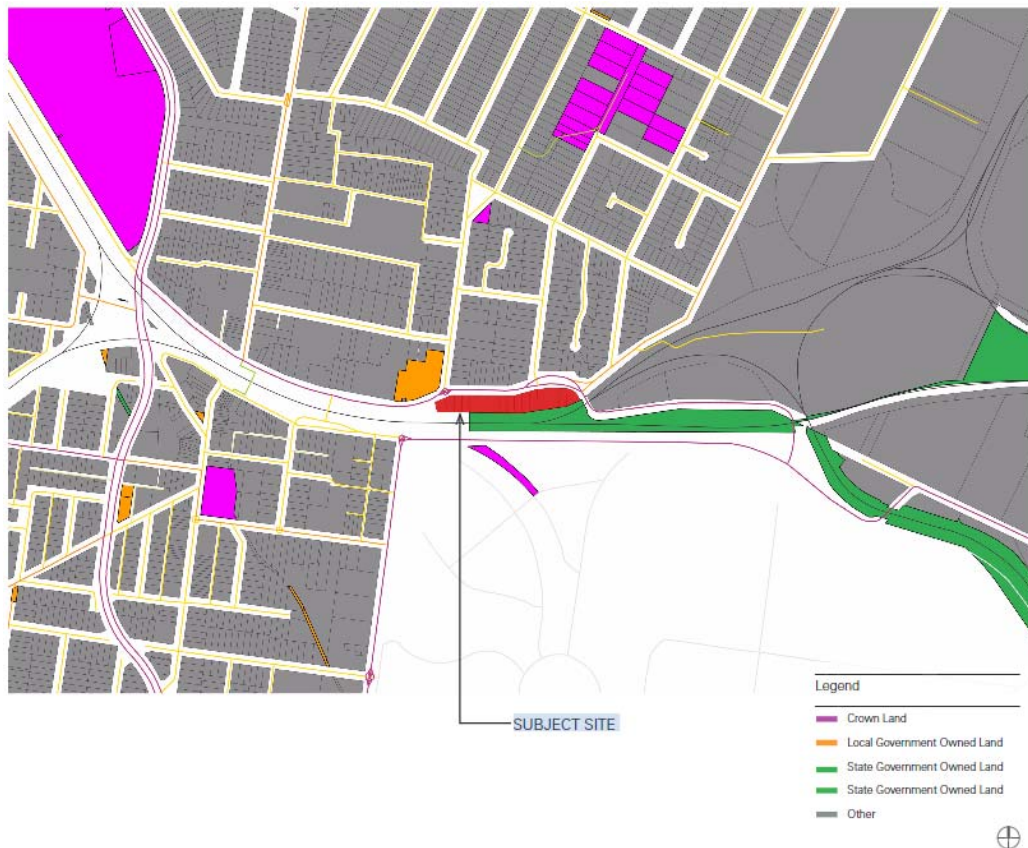 SUBJECT SITE
Legend
Crown Land
Local Government Owned Land
State Government Owned Land
State Government Owned Land
Other